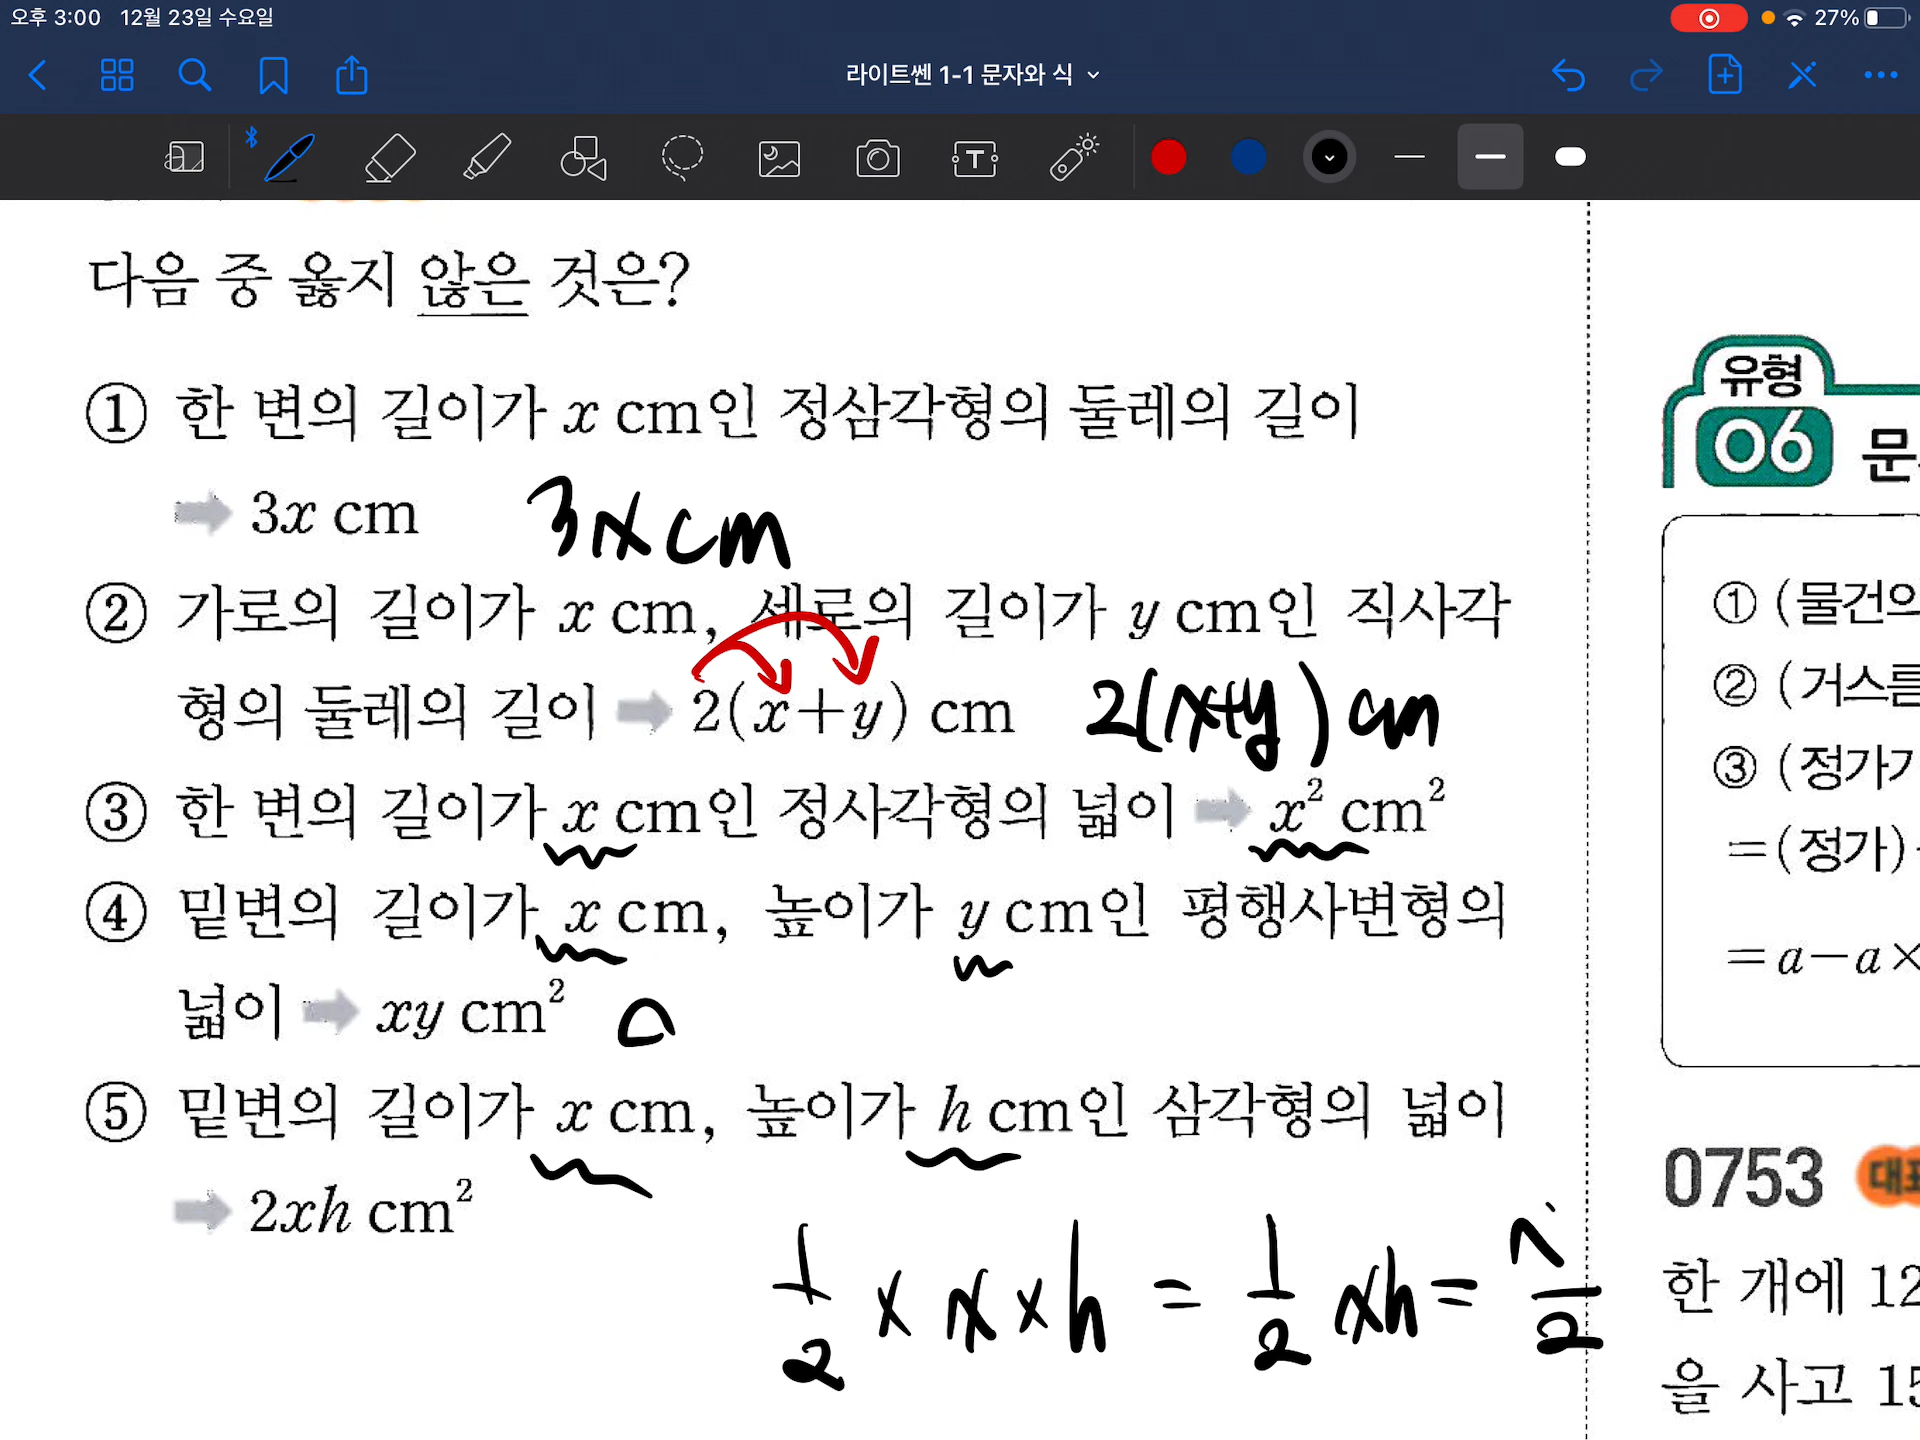 오후 3:00 12월 23일 수요일
27%
라이트쎈 1-1 문자와 식
다음 중 옳지 않은 것은?
① 한 변의 길이가 x cm인 정삼각형의 둘레의 길이
➡ 3x cm 3x cm
② 가로의 길이가 x cm, 세로의 길이가 y cm인 직사각
형의 둘레의 길이 ➡ 2(x+y) cm 2(x+y) cm
③ 한 변의 길이가 x cm인 정사각형의 넓이 ➡ x² cm²
④ 밑변의 길이가 x cm, 높이가 y cm인 평행사변형의
넓이 ➡ xy cm²
⑤ 밑변의 길이가 x cm, 높이가 h cm인 삼각형의 넓이
➡ 2xh cm²
1/2 × x × h = 1/2 xh = /2
유형
06 문
① (물건의
② (거스름
③ (정가가
=(정가)
=a-a×
0753 대표
한 개에 12
을 사고 15